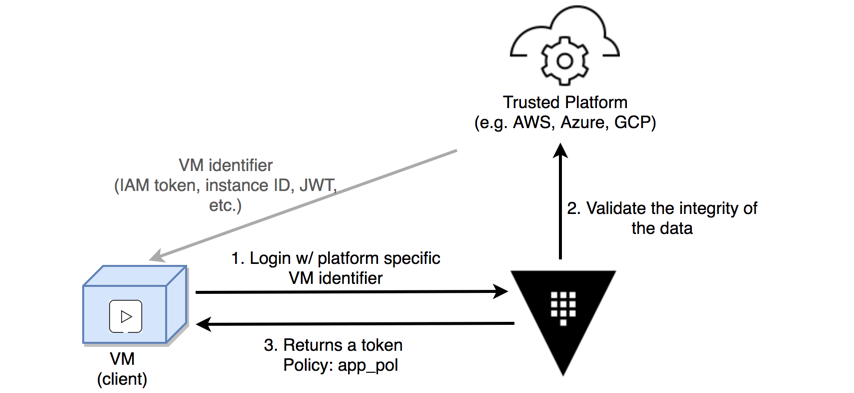 Trusted Platform
(e.g. AWS, Azure, GCP)
VM identifier
(IAM token, instance ID, JWT,
etc.)
2. Validate the integrity of
the data
1. Login w/ platform specific
VM identifier
3. Returns a token
Policy: app_pol
VM
(client)